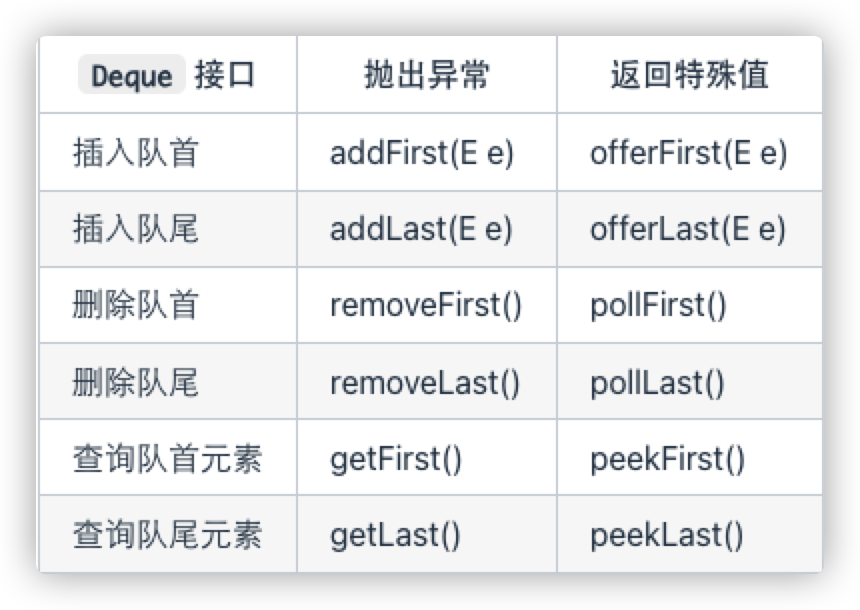 Deque 接口 抛出异常 返回特殊值
插入队首 addFirst(E e) offerFirst(E e)
插入队尾 addLast(E e) offerLast(E e)
删除队首 removeFirst() pollFirst()
删除队尾 removeLast() pollLast()
查询队首元素 getFirst() peekFirst()
查询队尾元素 getLast() peekLast()